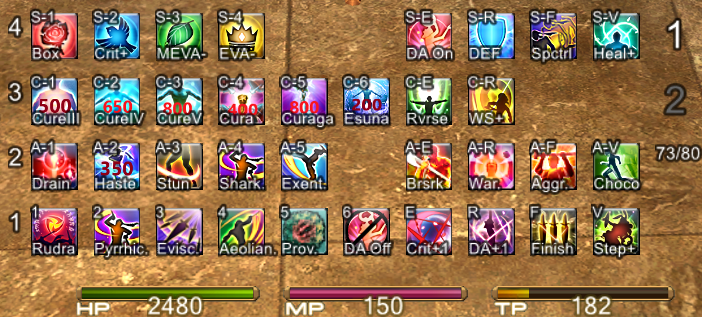 4 S-1 S-2 S-3 S-4 S-E S-R S-F S-V 1
Box Crit+ MEVA- EVA- DA On DEF Spctrl Heal+
3 C-1 C-2 C-3 C-4 C-5 C-6 C-E C-R 2
500 650 800 400 800 200
CureIII CureIV CureV Cura Curaga Esuna Rvrse WS+
2 A-1 A-2 A-3 A-4 A-5 A-E A-R A-F A-V 73/80
350
Drain Haste Stun Shark. Exent. Brsrk War. Aggr. Choco
1 1 2 3 4 5 6 E R F V
Rudra Pyrrhic. Evisc. Aeolian. Prov. DA Off Crit+.1 DA+.1 Finish Step+
HP 2480 MP 150 TP 182